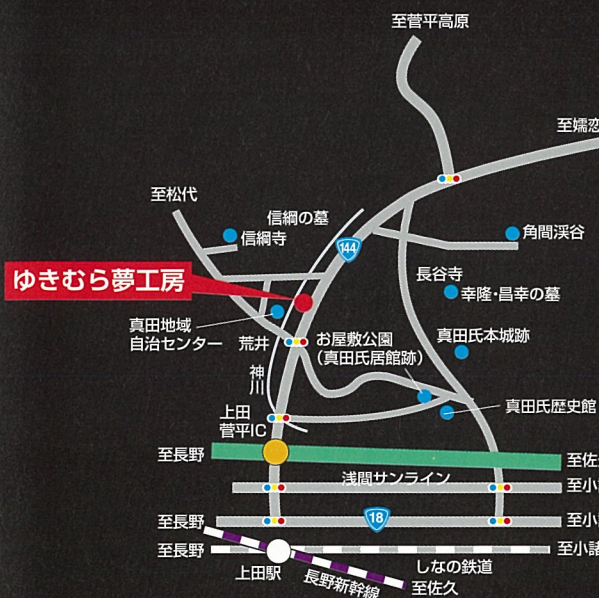 至菅平高原
至嬬恋
至松代
信綱の墓
信綱寺
144
角間渓谷
ゆきむら夢工房
長谷寺
幸隆・昌幸の墓
真田地域
自治センター
荒井
お屋敷公園
(真田氏居館跡)
真田氏本城跡
神川
上田
菅平IC
真田氏歴史館
至長野
至佐
浅間サンライン
至小
至長野
18
至小
至長野
至小諸
上田駅
長野新幹線
しなの鉄道
至佐久